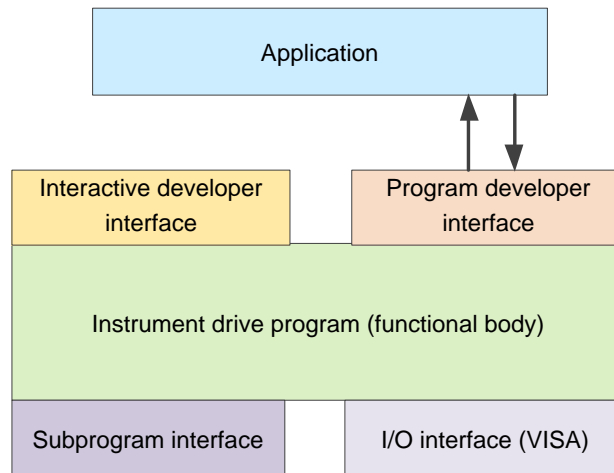 Application
Interactive developer
interface
Program developer
interface
Instrument drive program (functional body)
Subprogram interface
I/O interface (VISA)